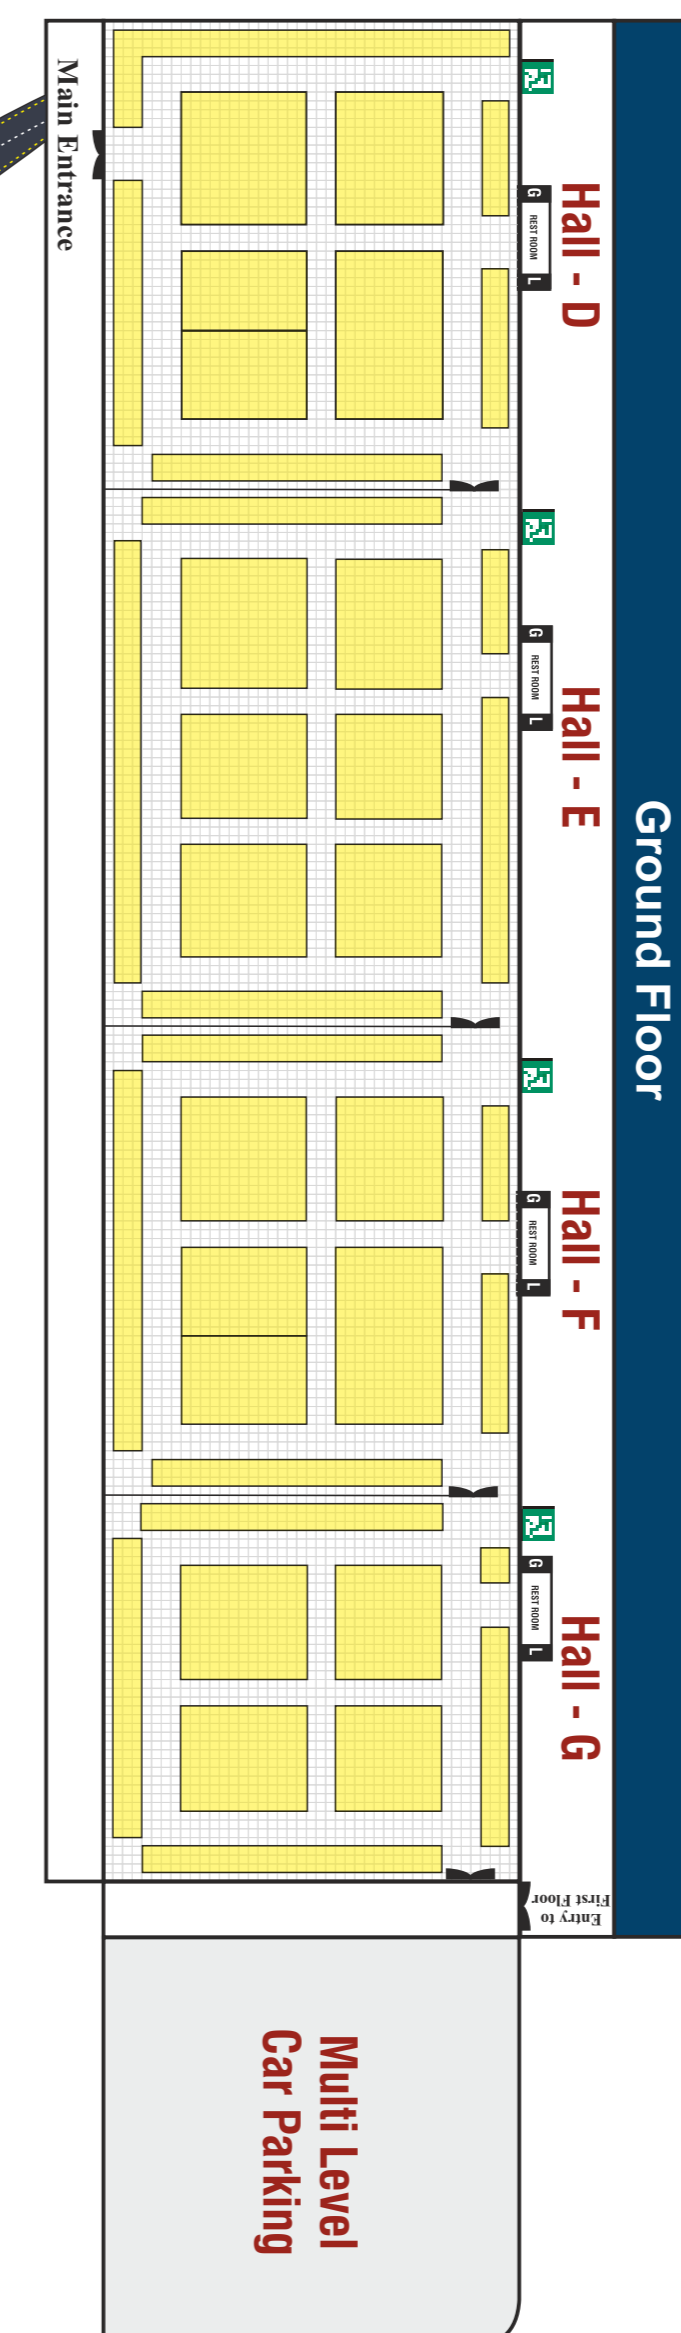 Ground Floor
Hall - D
Hall - E
Hall - F
Hall - G
G REST ROOM L
G REST ROOM L
G REST ROOM L
G REST ROOM L
Main Entrance
Entry to
First Floor
Multi Level
Car Parking